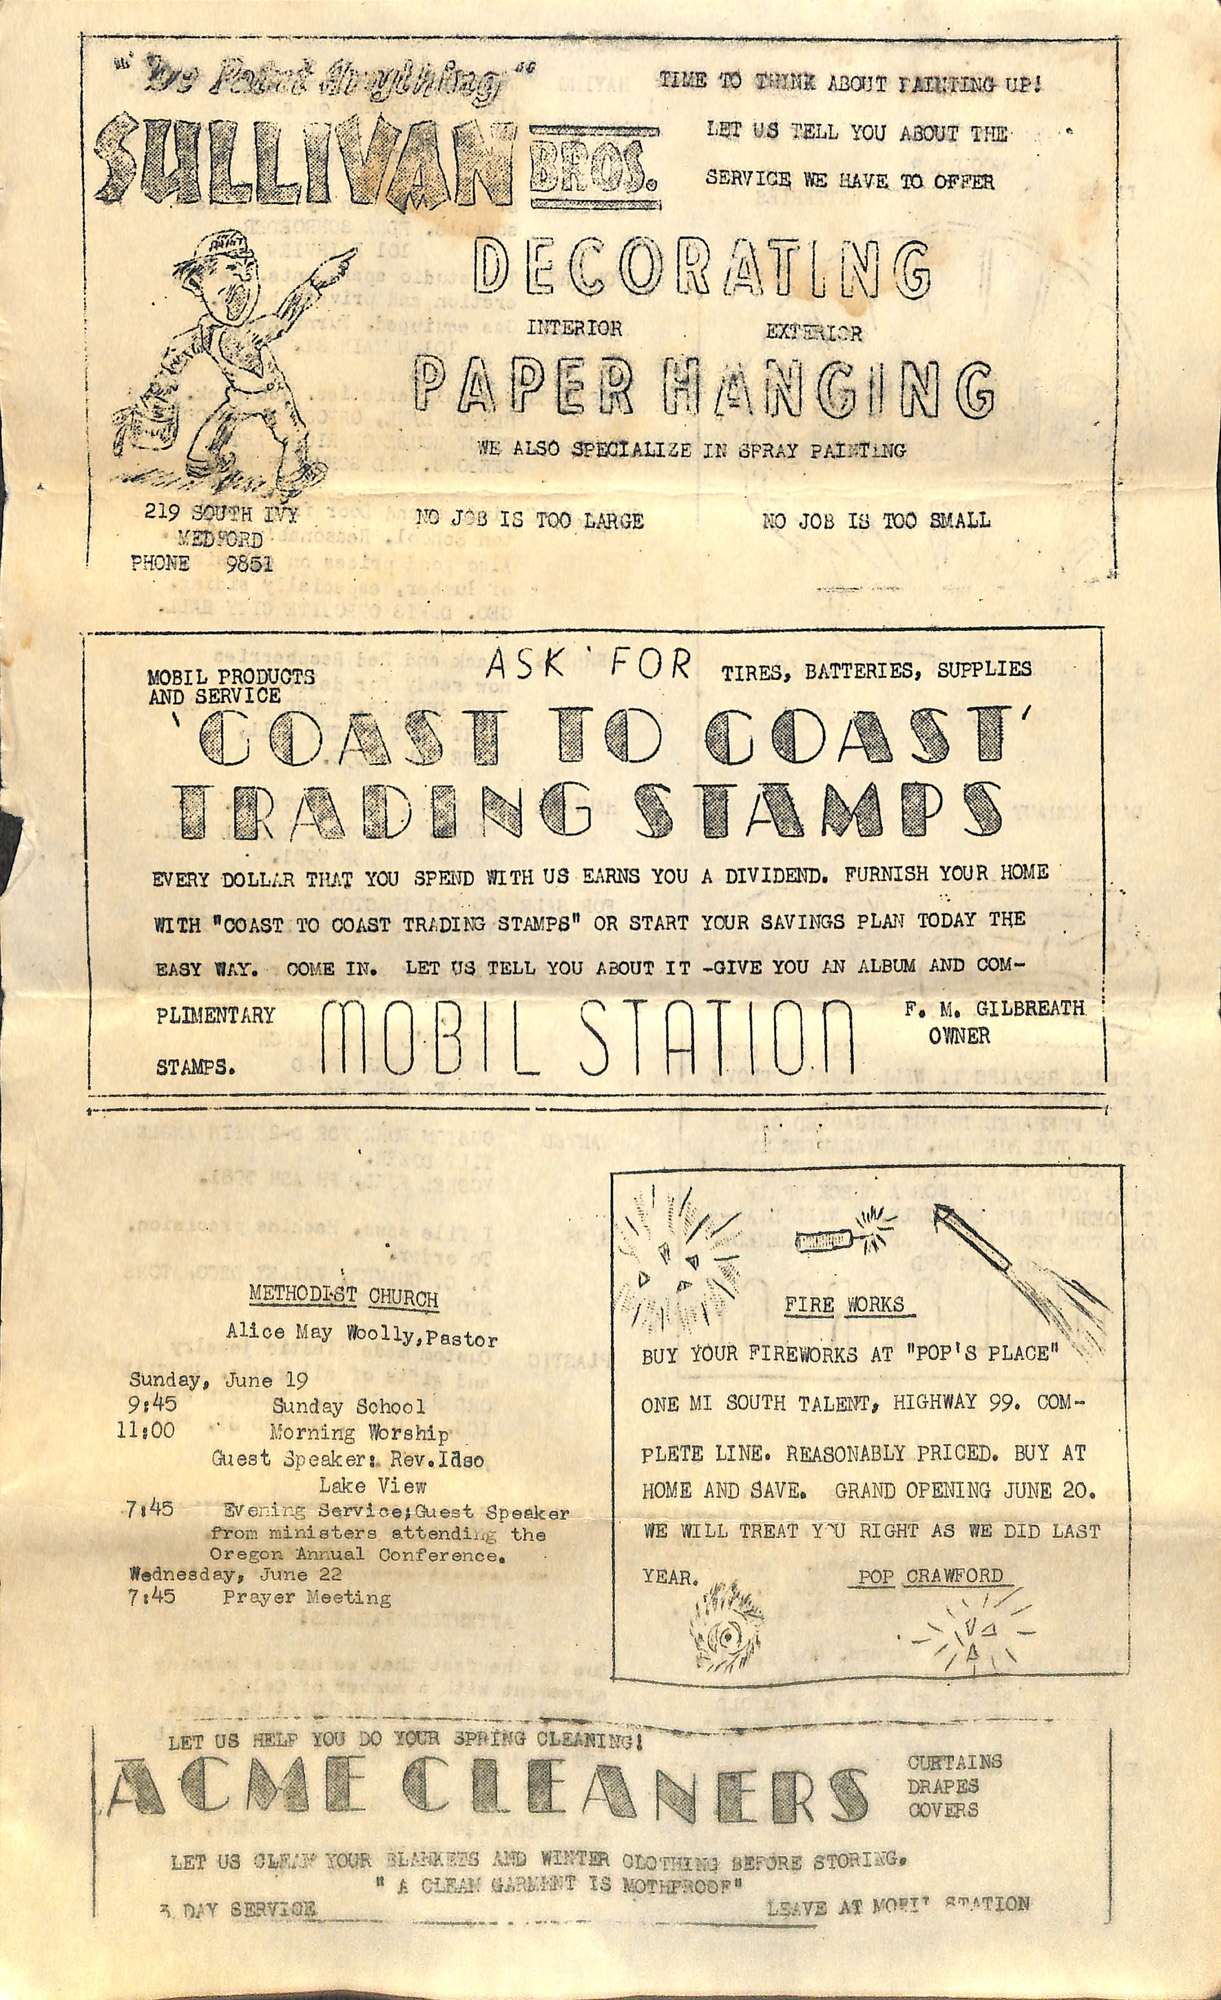 "We Paint Anything"
SULLIVAN BROS.
TIME TO THINK ABOUT PAINTING UP!
LET US TELL YOU ABOUT THE
SERVICE WE HAVE TO OFFER
PAINT
DECORATING
INTERIOR EXTERIOR
PAPER HANGING
WE ALSO SPECIALIZE IN SPRAY PAINTING
219 SOUTH IVY
MEDFORD
PHONE 9851
NO JOB IS TOO LARGE NO JOB IS TOO SMALL
MOBIL PRODUCTS
AND SERVICE
ASK FOR
TIRES, BATTERIES, SUPPLIES
'COAST TO COAST'
TRADING STAMPS
EVERY DOLLAR THAT YOU SPEND WITH US EARNS YOU A DIVIDEND. FURNISH YOUR HOME
WITH "COAST TO COAST TRADING STAMPS" OR START YOUR SAVINGS PLAN TODAY THE
EASY WAY. COME IN. LET US TELL YOU ABOUT IT -GIVE YOU AN ALBUM AND COM-
PLIMENTARY
STAMPS.
MOBIL STATION
F. M. GILBREATH
OWNER
METHODIST CHURCH
Alice May Woolly,Pastor
Sunday, June 19
9:45 Sunday School
11:00 Morning Worship
Guest Speaker: Rev.Idso
Lake View
7:45 Evening Service;Guest Speaker
from ministers attending the
Oregon Annual Conference.
Wednesday, June 22
7:45 Prayer Meeting
FIRE WORKS
BUY YOUR FIREWORKS AT "POP'S PLACE"
ONE MI SOUTH TALENT, HIGHWAY 99. COM-
PLETE LINE. REASONABLY PRICED. BUY AT
HOME AND SAVE. GRAND OPENING JUNE 20.
WE WILL TREAT YOU RIGHT AS WE DID LAST
YEAR. POP CRAWFORD
LET US HELP YOU DO YOUR SPRING CLEANING!
ACME CLEANERS
CURTAINS
DRAPES
COVERS
LET US CLEAN YOUR BLANKETS AND WINTER CLOTHING BEFORE STORING.
" A CLEAN GARMENT IS MOTHPROOF"
3 DAY SERVICE LEAVE AT MOBIL STATION